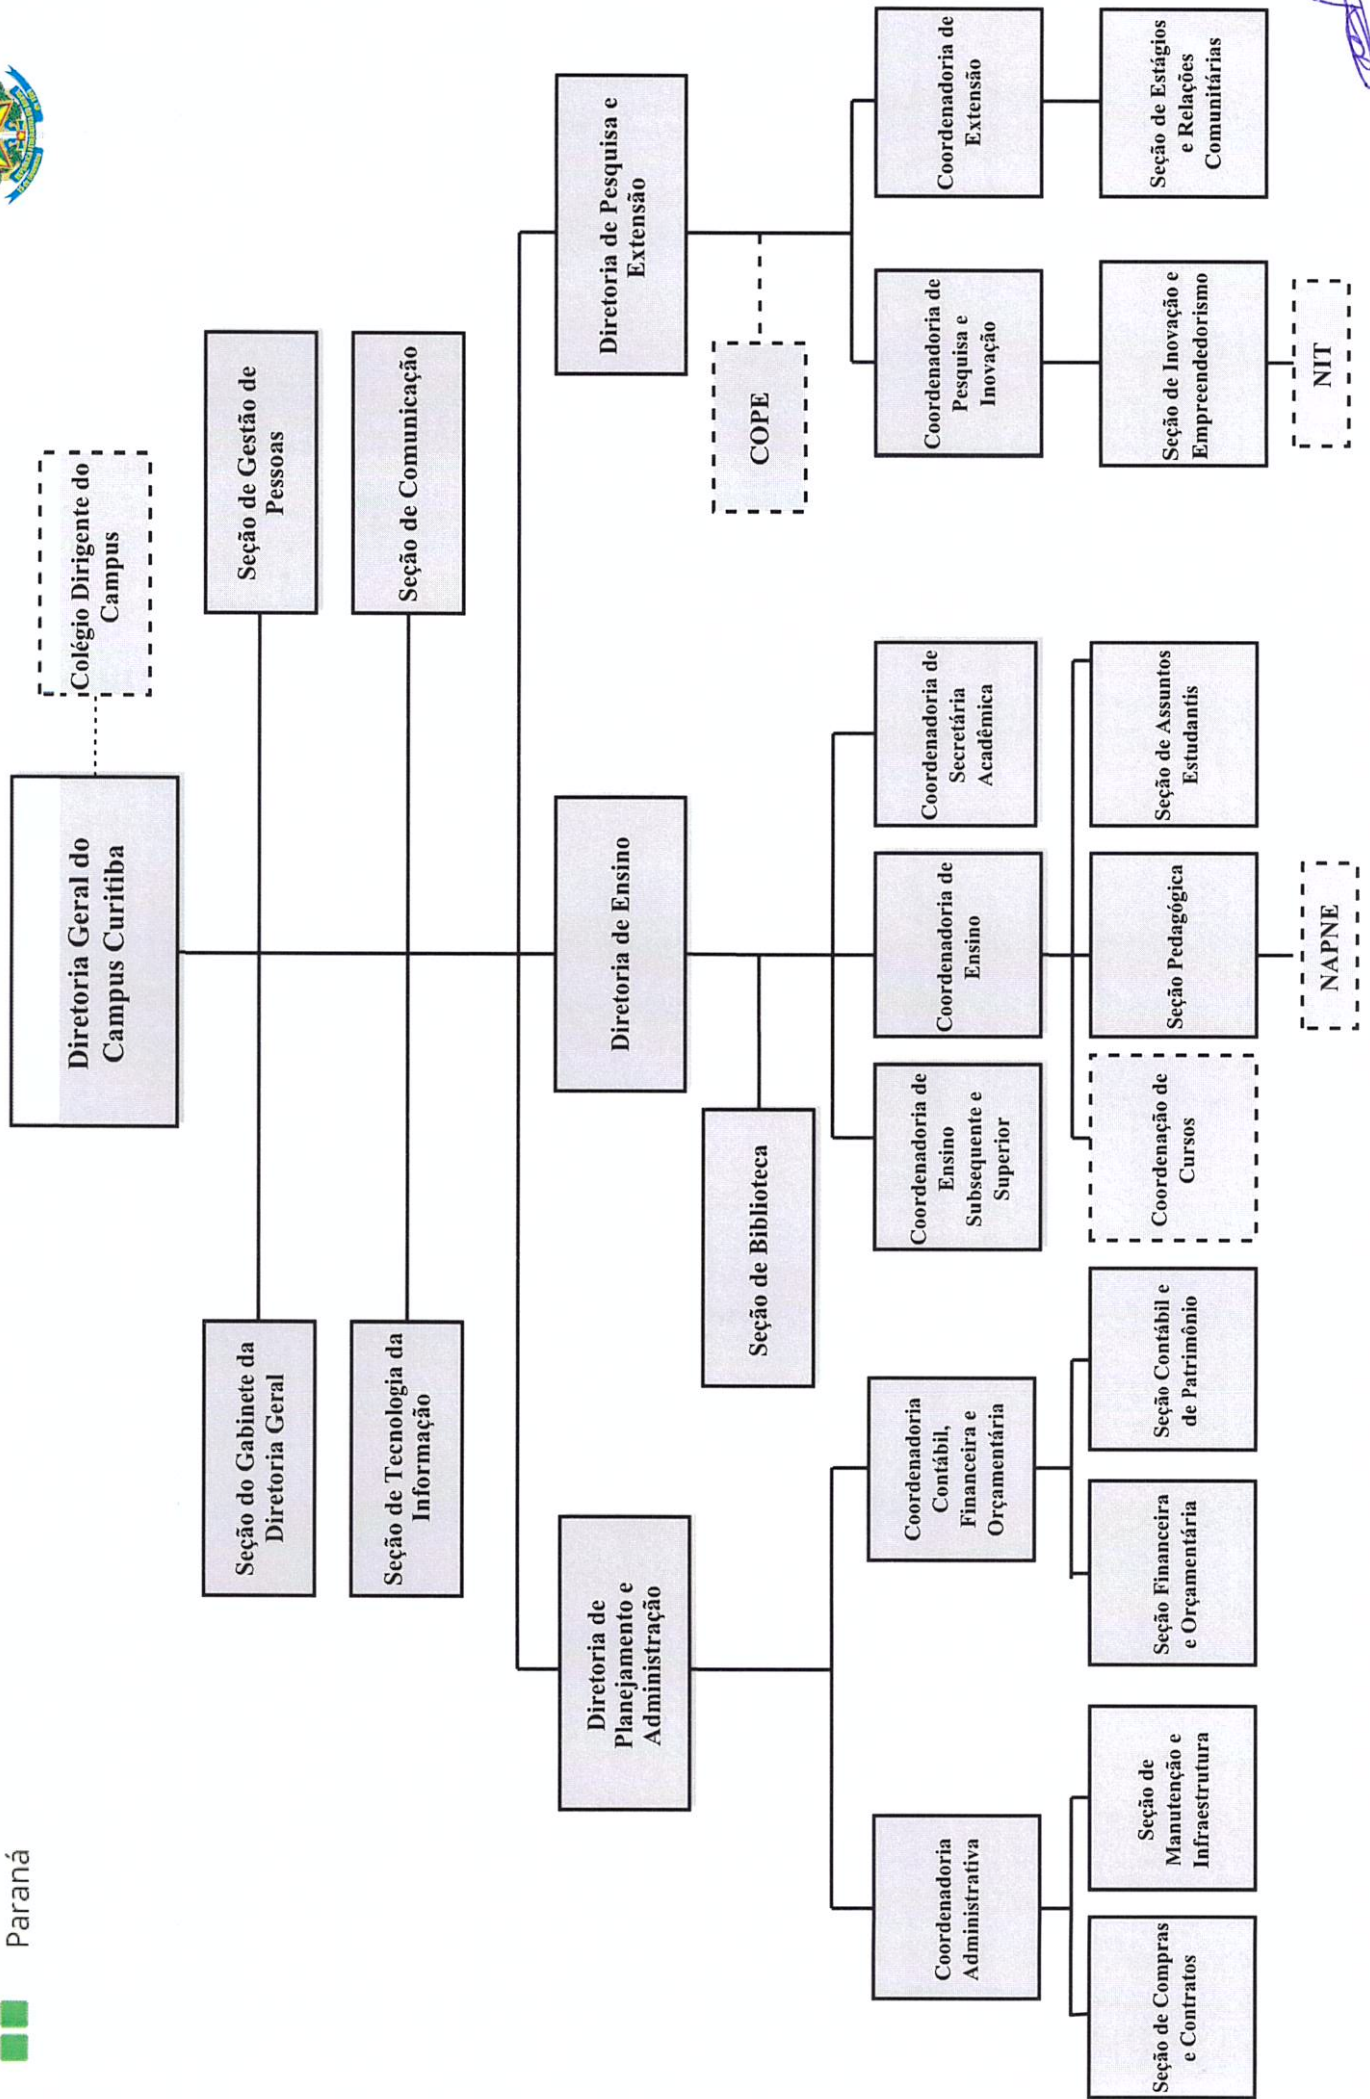 Paraná
Diretoria Geral do
Campus Curitiba
Colégio Dirigente do
Campus
Seção do Gabinete da
Diretoria Geral
Seção de Gestão de
Pessoas
Seção de Tecnologia da
Informação
Seção de Comunicação
Diretoria de
Planejamento e
Administração
Diretoria de Ensino
Diretoria de Pesquisa e
Extensão
Seção de Biblioteca
COPE
Coordenadoria
Administrativa
Coordenadoria
Contábil,
Financeira e
Orçamentária
Coordenadoria de
Ensino
Subsequente e
Superior
Coordenadoria de
Ensino
Coordenadoria de
Secretária
Acadêmica
Coordenadoria de
Pesquisa e
Inovação
Coordenadoria de
Extensão
Seção de Compras
e Contratos
Seção de
Manutenção e
Infraestrutura
Seção Financeira
e Orçamentária
Seção Contábil e
de Patrimônio
Coordenação de
Cursos
Seção Pedagógica
Seção de Assuntos
Estudantis
Seção de Inovação e
Empreendedorismo
Seção de Estágios
e Relações
Comunitárias
NAPNE
NIT